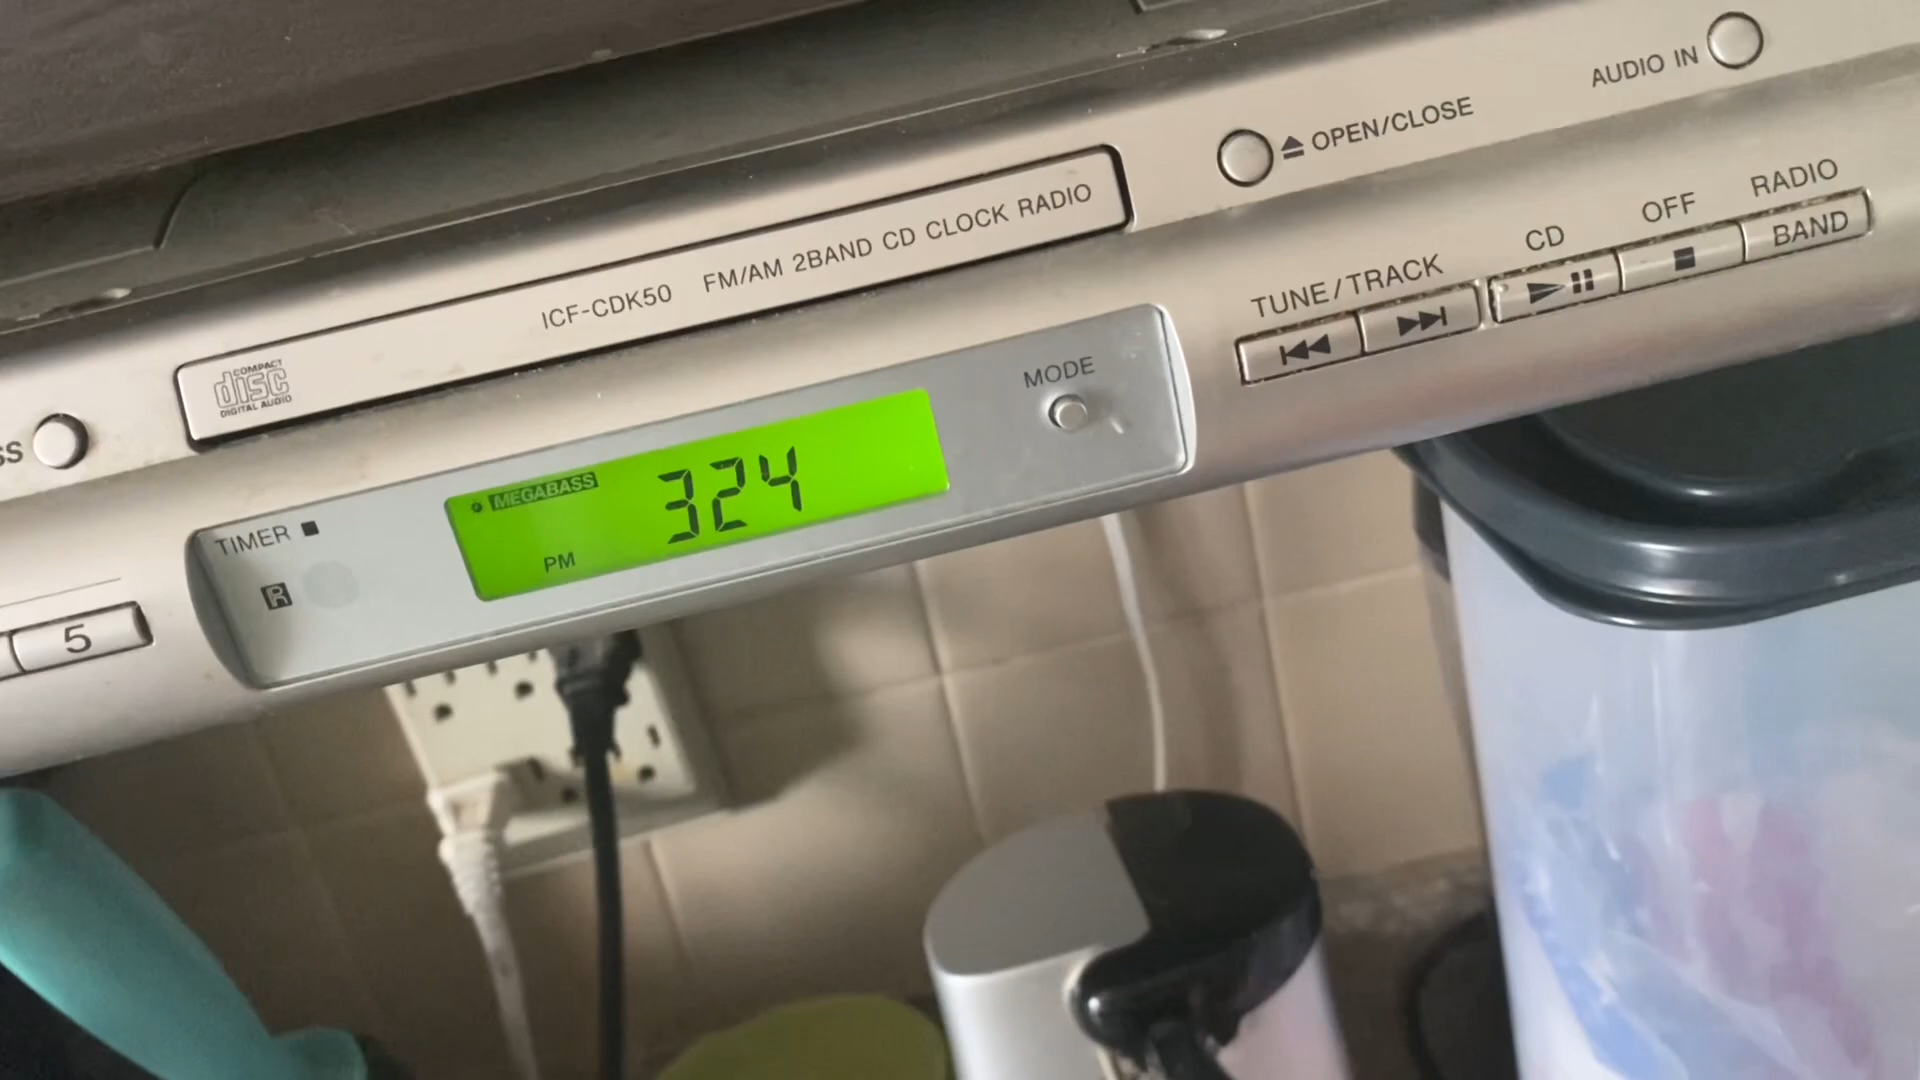 AUDIO IN
OPEN/CLOSE
ICF-CDK50 FM/AM 2BAND CD CLOCK RADIO
COMPACT
disc
DIGITAL AUDIO
TUNE/TRACK
CD
OFF
RADIO
BAND
MODE
SS
MEGABASS
324
PM
TIMER
R
5